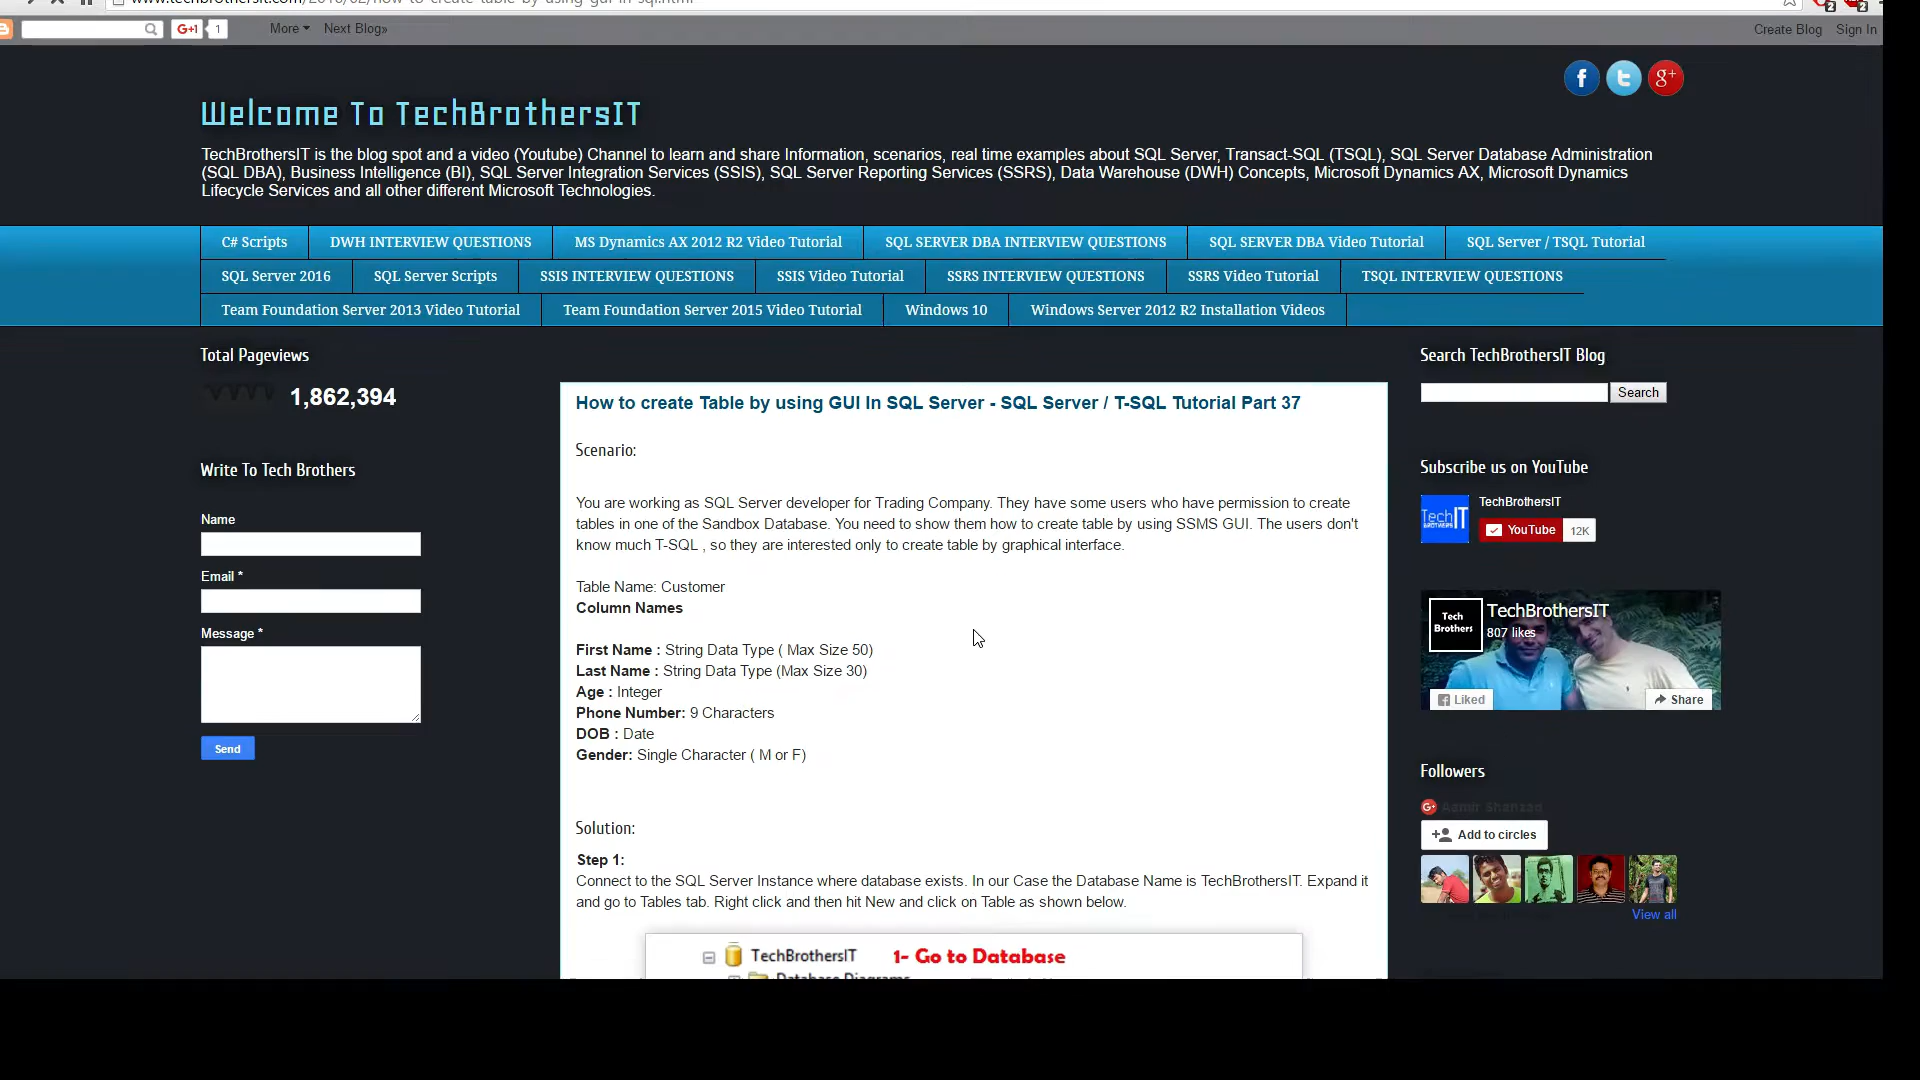 More
Next Blog»
Create Blog
Sign In
G+1
1
2
2
Welcome To TechBrothersIT
TechBrothersIT is the blog spot and a video (Youtube) Channel to learn and share Information, scenarios, real time examples about SQL Server, Transact-SQL (TSQL), SQL Server Database Administration
(SQL DBA), Business Intelligence (BI), SQL Server Integration Services (SSIS), SQL Server Reporting Services (SSRS), Data Warehouse (DWH) Concepts, Microsoft Dynamics AX, Microsoft Dynamics
Lifecycle Services and all other different Microsoft Technologies.
C# Scripts
DWH INTERVIEW QUESTIONS
MS Dynamics AX 2012 R2 Video Tutorial
SQL SERVER DBA INTERVIEW QUESTIONS
SQL SERVER DBA Video Tutorial
SQL Server / TSQL Tutorial
SQL Server 2016
SQL Server Scripts
SSIS INTERVIEW QUESTIONS
SSIS Video Tutorial
SSRS INTERVIEW QUESTIONS
SSRS Video Tutorial
TSQL INTERVIEW QUESTIONS
Team Foundation Server 2013 Video Tutorial
Team Foundation Server 2015 Video Tutorial
Windows 10
Windows Server 2012 R2 Installation Videos
Total Pageviews
1,862,394
Write To Tech Brothers
Name
Email *
Message *
Send
How to create Table by using GUI In SQL Server - SQL Server / T-SQL Tutorial Part 37
Scenario:
You are working as SQL Server developer for Trading Company. They have some users who have permission to create
tables in one of the Sandbox Database. You need to show them how to create table by using SSMS GUI. The users don't
know much T-SQL , so they are interested only to create table by graphical interface.
Table Name: Customer
Column Names
First Name : String Data Type ( Max Size 50)
Last Name : String Data Type (Max Size 30)
Age : Integer
Phone Number: 9 Characters
DOB : Date
Gender: Single Character ( M or F)
Solution:
Step 1:
Connect to the SQL Server Instance where database exists. In our Case the Database Name is TechBrothersIT. Expand it
and go to Tables tab. Right click and then hit New and click on Table as shown below.
TechBrothersIT
1- Go to Database
Search TechBrothersIT Blog
Search
Subscribe us on YouTube
Tech IT
BROTHERS
TechBrothersIT
YouTube
12K
Tech
Brothers
TechBrothersIT
807 likes
Liked
Share
Followers
Aamir Shahzad
Add to circles
View all